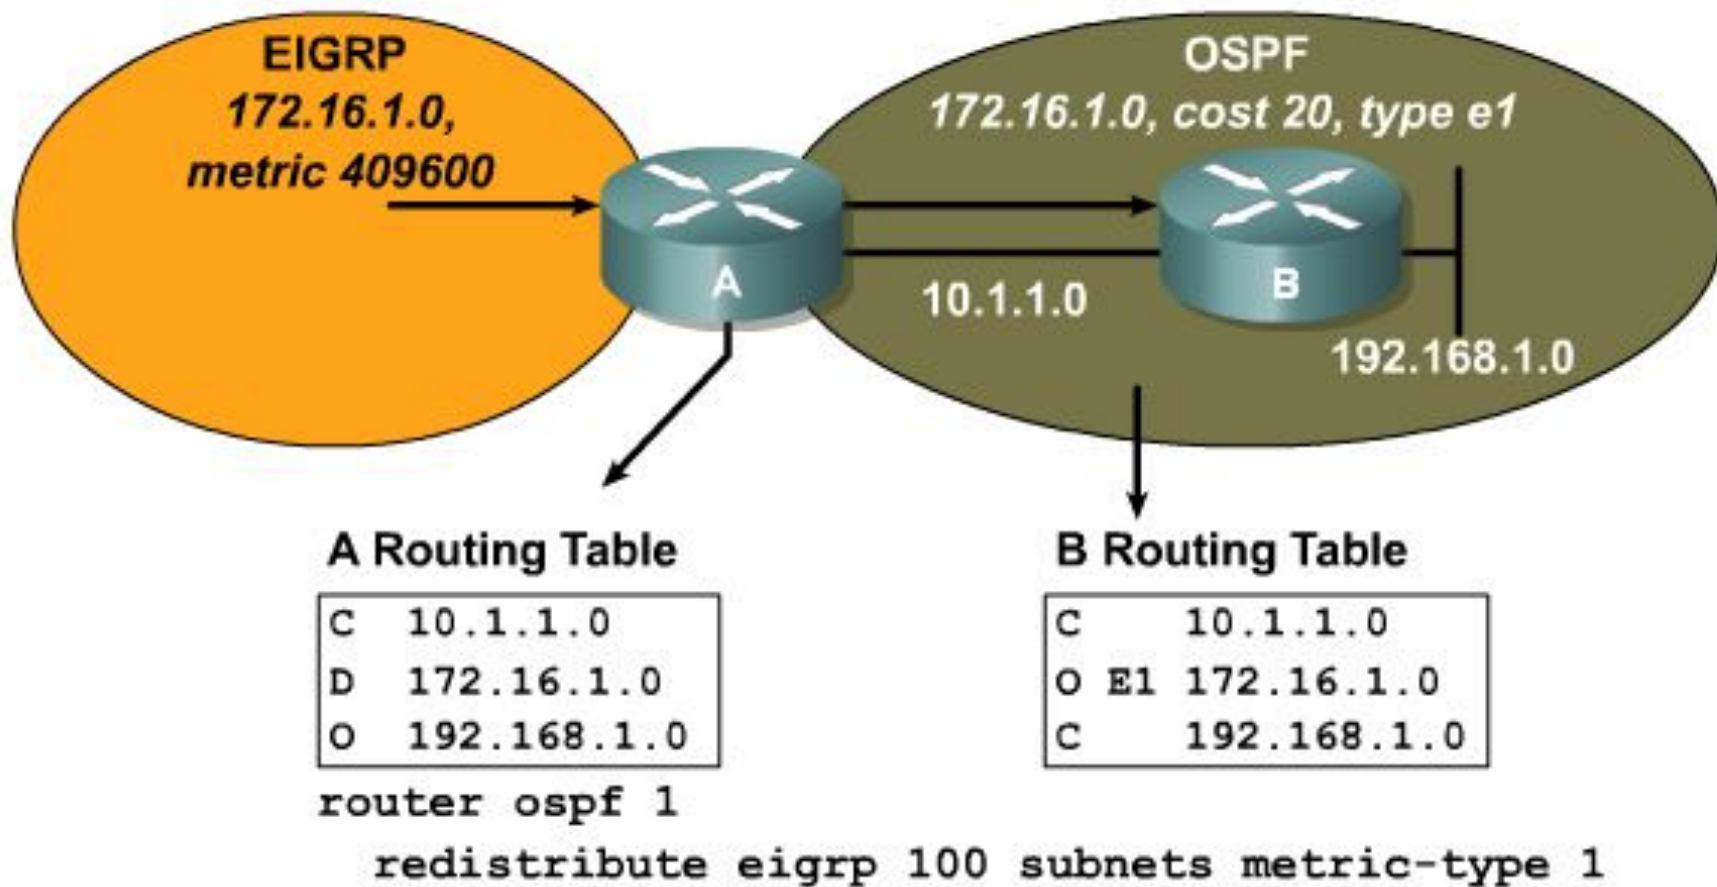 EIGRP
172.16.1.0,
metric 409600
OSPF
172.16.1.0, cost 20, type e1
A
10.1.1.0
B
192.168.1.0
A Routing Table
C 10.1.1.0
D 172.16.1.0
O 192.168.1.0
B Routing Table
C 10.1.1.0
O E1 172.16.1.0
C 192.168.1.0
router ospf 1
redistribute eigrp 100 subnets metric-type 1